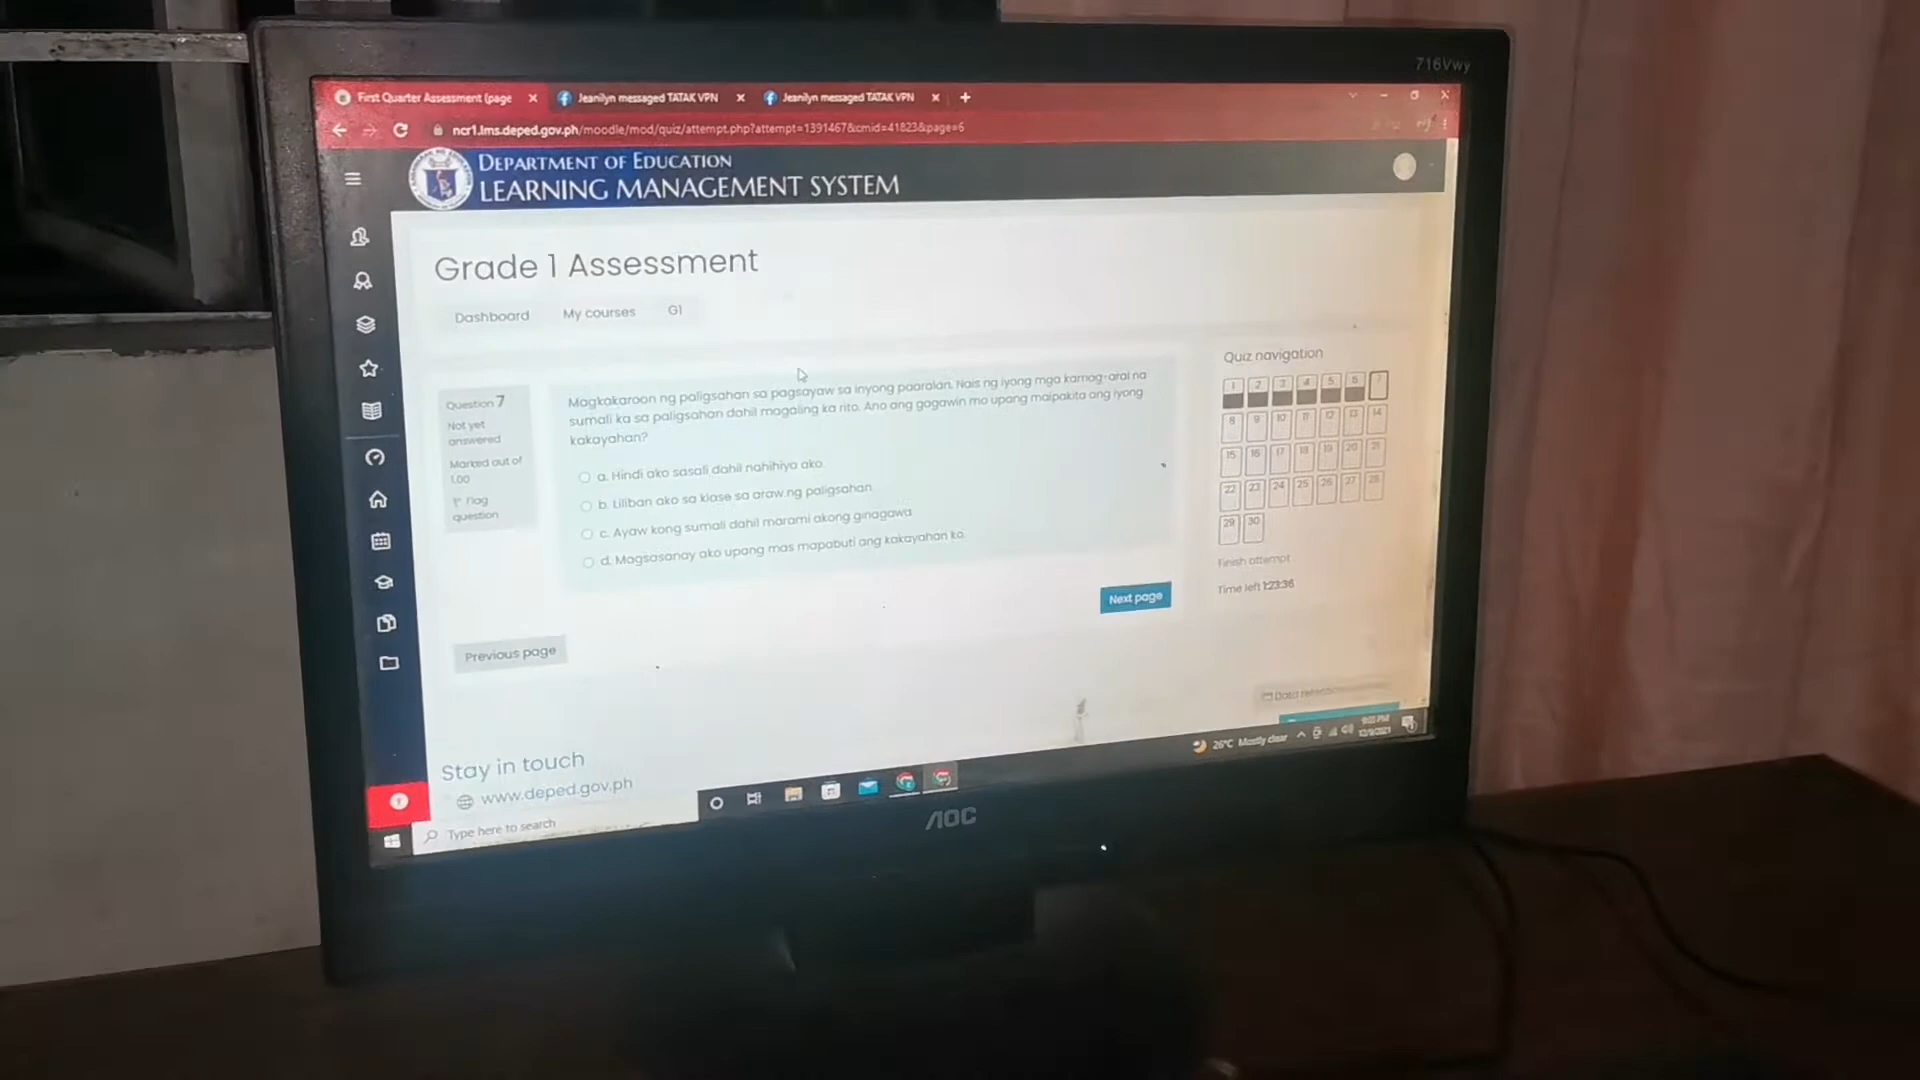 716Vwy
First Quarter Assessment (page
Jeanilyn messaged TATAK VPN
Jeanilyn messaged TATAK VPN
ncr1.lms.deped.gov.ph/moodle/mod/quiz/attempt.php?attempt=1391467&cmid=41823&page=6
DEPARTMENT OF EDUCATION
LEARNING MANAGEMENT SYSTEM
Grade 1 Assessment
Dashboard My courses G1
Question 7
Not yet
answered
Marked out of
1.00
Flag
question
Magkakaroon ng paligsahan sa pagsayaw sa inyong paaralan. Nais ng iyong mga kamag-aral na
sumali ka sa paligsahan dahil magaling ka rito. Ano ang gagawin mo upang maipakita ang iyong
kakayahan?
a. Hindi ako sasali dahil nahihiya ako.
b. Liliban ako sa klase sa araw ng paligsahan
c. Ayaw kong sumali dahil marami akong ginagawa
d. Magsasanay ako upang mas mapabuti ang kakayahan ko.
Next page
Previous page
Quiz navigation
1 2 3 4 5 6 7
8 9 10 11 12 13 14
15 16 17 18 19 20 21
22 23 24 25 26 27 28
29 30
Finish attempt
Time left 1:23:36
Data
Stay in touch
www.deped.gov.ph
Type here to search
26°C Mostly clear
AOC